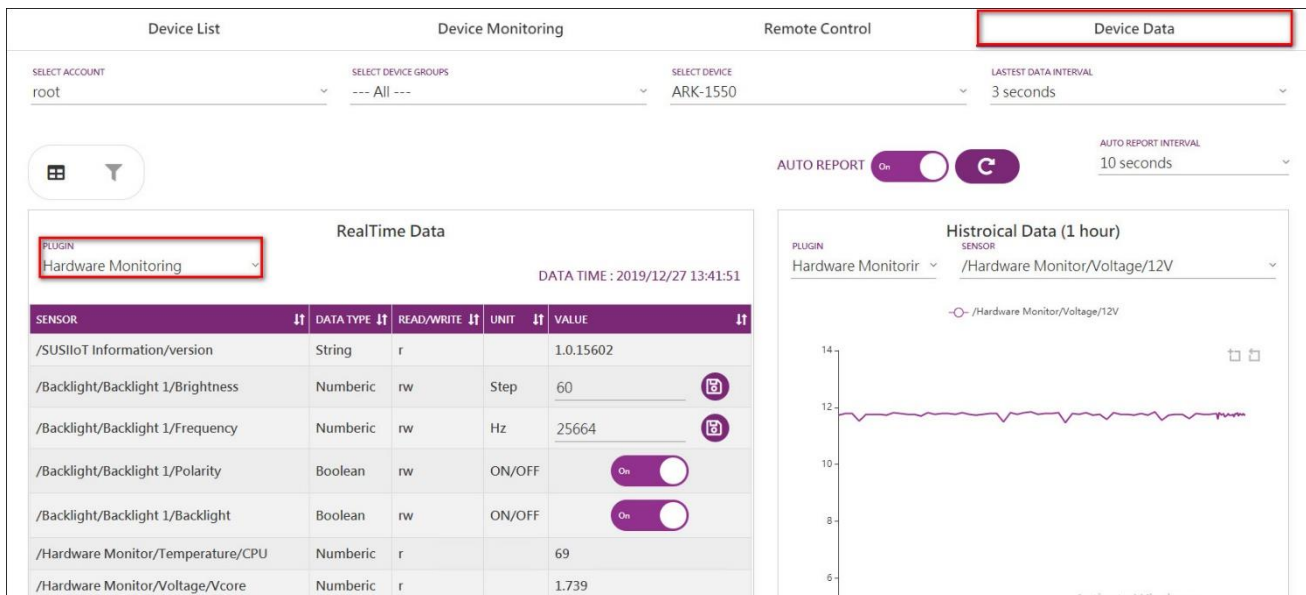 Device List Device Monitoring Remote Control Device Data
SELECT ACCOUNT SELECT DEVICE GROUPS SELECT DEVICE LASTEST DATA INTERVAL
root --- All --- ARK-1550 3 seconds
AUTO REPORT On
AUTO REPORT INTERVAL
10 seconds
RealTime Data
PLUGIN
Hardware Monitoring
DATA TIME : 2019/12/27 13:41:51
SENSOR DATA TYPE READ/WRITE UNIT VALUE
/SUSIIoT Information/version String r 1.0.15602
/Backlight/Backlight 1/Brightness Numberic rw Step 60
/Backlight/Backlight 1/Frequency Numberic rw Hz 25664
/Backlight/Backlight 1/Polarity Boolean rw ON/OFF On
/Backlight/Backlight 1/Backlight Boolean rw ON/OFF On
/Hardware Monitor/Temperature/CPU Numberic r 69
/Hardware Monitor/Voltage/Vcore Numberic r 1.739
Histroical Data (1 hour)
PLUGIN SENSOR
Hardware Monitorir /Hardware Monitor/Voltage/12V
/Hardware Monitor/Voltage/12V
14
12
10
8
6